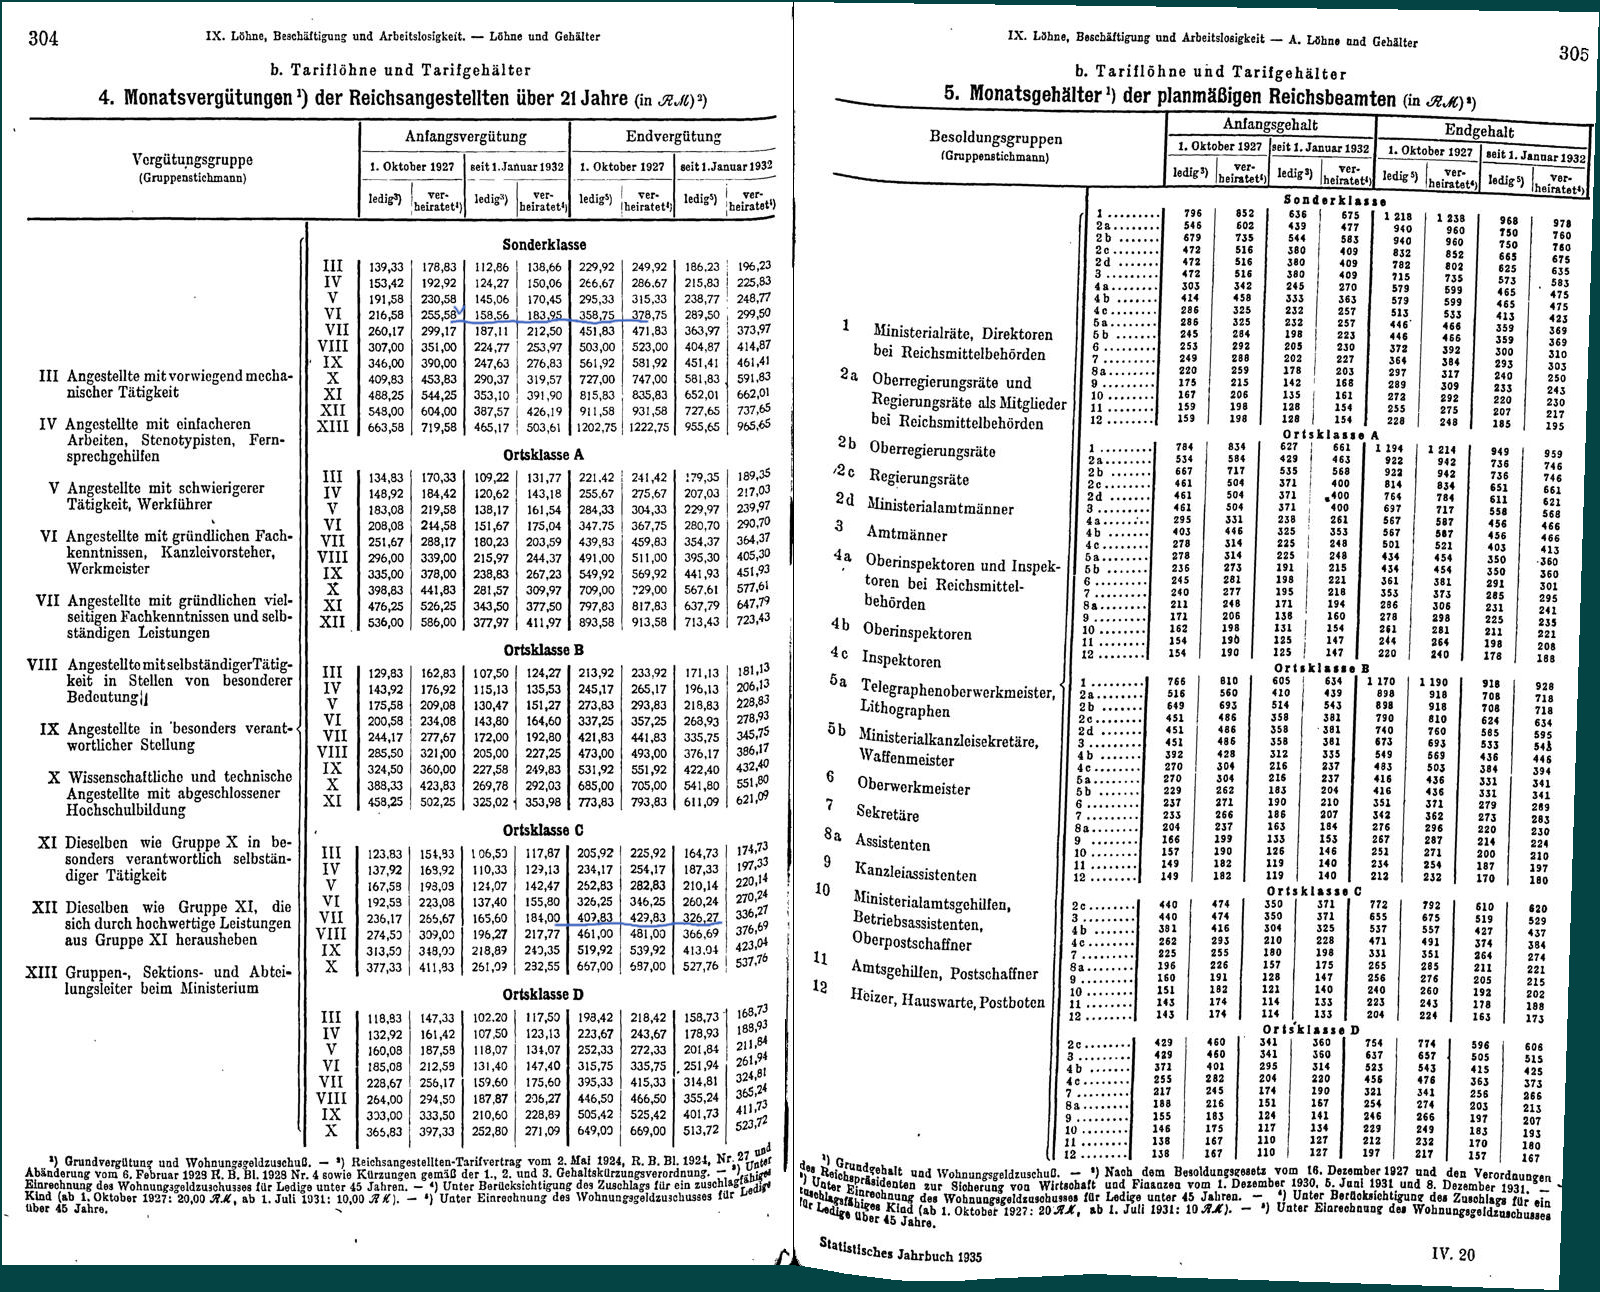 304
IX. Löhne, Beschäftigung und Arbeitslosigkeit. — Löhne und Gehälter
b. Tariflöhne und Tarifgehälter
4. Monatsvergütungen¹) der Reichsangestellten über 21 Jahre (in ℛℳ)²)
Vergütungsgruppe
(Gruppenstichmann)
Anfangsvergütung Endvergütung
1. Oktober 1927 seit 1. Januar 1932 1. Oktober 1927 seit 1. Januar 1932
ledig³) verheiratet⁴) ledig³) verheiratet⁴) ledig⁵) verheiratet⁴) ledig⁵) verheiratet⁴)
III Angestellte mit vorwiegend mecha-
nischer Tätigkeit
IV Angestellte mit einfacheren
Arbeiten, Stenotypisten, Fern-
sprechgehilfen
V Angestellte mit schwierigerer
Tätigkeit, Werkführer
VI Angestellte mit gründlichen Fach-
kenntnissen, Kanzleivorsteher,
Werkmeister
VII Angestellte mit gründlichen viel-
seitigen Fachkenntnissen und selb-
ständigen Leistungen
VIII Angestellte mit selbständiger Tätig-
keit in Stellen von besonderer
Bedeutung
IX Angestellte in besonders verant-
wortlicher Stellung
X Wissenschaftliche und technische
Angestellte mit abgeschlossener
Hochschulbildung
XI Dieselben wie Gruppe X in be-
sonders verantwortlich selbstän-
diger Tätigkeit
XII Dieselben wie Gruppe XI, die
sich durch hochwertige Leistungen
aus Gruppe XI herausheben
XIII Gruppen-, Sektions- und Abtei-
lungsleiter beim Ministerium
Sonderklasse
III 139,33 178,83 112,86 138,66 229,92 249,92 186,23 196,23
IV 153,42 192,92 124,27 150,06 266,67 286,67 215,83 225,83
V 191,58 230,58 145,06 170,45 295,33 315,33 238,77 248,77
VI 216,58 255,58 158,56 183,95 358,75 378,75 289,50 299,50
VII 260,17 299,17 187,11 212,50 451,83 471,83 363,97 373,97
VIII 307,00 351,00 224,77 253,97 503,00 523,00 404,87 414,87
IX 346,00 390,00 247,63 276,83 561,92 581,92 451,41 461,41
X 409,83 453,83 290,37 319,57 727,00 747,00 581,83 591,83
XI 488,25 544,25 353,10 391,90 815,83 835,83 652,01 662,01
XII 548,00 604,00 387,57 426,19 911,58 931,58 727,65 737,65
XIII 663,58 719,58 465,17 503,61 1202,75 1222,75 955,65 965,65
Ortsklasse A
III 134,83 170,33 109,22 131,77 221,42 241,42 179,35 189,35
IV 148,92 184,42 120,62 143,18 255,67 275,67 207,03 217,03
V 183,08 219,58 138,17 161,54 284,33 304,33 229,97 239,97
VI 208,08 244,58 151,67 175,04 347,75 367,75 280,70 290,70
VII 251,67 288,17 180,23 203,59 439,83 459,83 354,37 364,37
VIII 296,00 339,00 215,97 244,37 491,00 511,00 395,30 405,30
IX 335,00 378,00 238,83 267,23 549,92 569,92 441,93 451,93
X 398,83 441,83 281,57 309,97 709,00 729,00 567,61 577,61
XI 476,25 526,25 343,50 377,50 797,83 817,83 637,79 647,79
XII 536,00 586,00 377,97 411,97 893,58 913,58 713,43 723,43
Ortsklasse B
III 129,83 162,83 107,50 124,27 213,92 233,92 171,13 181,13
IV 143,92 176,92 115,13 135,53 245,17 265,17 196,13 206,13
V 175,58 209,08 130,47 151,27 273,83 293,83 218,83 228,83
VI 200,58 234,08 143,80 164,60 337,25 357,25 268,93 278,93
VII 244,17 277,67 172,00 192,80 421,83 441,83 335,75 345,75
VIII 285,50 321,00 205,00 227,25 473,00 493,00 376,17 386,17
IX 324,50 360,00 227,58 249,83 531,92 551,92 422,40 432,40
X 388,33 423,83 269,78 292,03 685,00 705,00 541,80 551,80
XI 458,25 502,25 325,02 353,98 773,83 793,83 611,09 621,09
Ortsklasse C
III 123,83 154,83 106,50 117,87 205,92 225,92 164,73 174,73
IV 137,92 168,92 110,33 129,13 234,17 254,17 187,33 197,33
V 167,58 198,08 124,07 142,47 262,83 282,83 210,14 220,14
VI 192,58 223,08 137,40 155,80 326,25 346,25 260,24 270,24
VII 236,17 265,67 165,60 184,00 409,83 429,83 326,27 336,27
VIII 274,50 309,00 196,27 217,77 461,00 481,00 366,69 376,69
IX 313,50 348,00 218,89 240,35 519,92 539,92 413,04 423,04
X 377,33 411,83 261,09 282,55 667,00 687,00 527,76 537,76
Ortsklasse D
III 118,83 147,33 102,20 117,50 198,42 218,42 158,73 168,73
IV 132,92 161,42 107,50 123,13 223,67 243,67 178,93 188,93
V 160,08 187,58 118,07 134,07 252,33 272,33 201,84 211,84
VI 185,08 212,58 131,40 147,40 315,75 335,75 251,94 261,94
VII 228,67 256,17 159,60 175,60 395,33 415,33 314,81 324,81
VIII 264,00 294,50 187,87 206,27 446,50 466,50 355,24 365,24
IX 303,00 333,50 210,60 228,89 505,42 525,42 401,73 411,73
X 365,83 397,33 252,80 271,09 649,00 669,00 513,72 523,72
¹) Grundvergütung und Wohnungsgeldzuschuß. — ²) Reichsangestellten-Tarifvertrag vom 2. Mai 1924, R. B. Bl. 1924, Nr. 27 und
Abänderung vom 6. Februar 1928 R. B. Bl. 1928 Nr. 4 sowie Kürzungen gemäß der 1., 2. und 3. Gehaltskürzungsverordnung. — ³) Unter
Einrechnung des Wohnungsgeldzuschusses für Ledige unter 45 Jahren. — ⁴) Unter Berücksichtigung des Zuschlags für ein zuschlagfähiges
Kind (ab 1. Oktober 1927: 20,00 ℛℳ, ab 1. Juli 1931: 10,00 ℛℳ). — ⁵) Unter Einrechnung des Wohnungsgeldzuschusses für Ledige
über 45 Jahre.
IX. Löhne, Beschäftigung und Arbeitslosigkeit — A. Löhne und Gehälter
305
b. Tariflöhne und Tarifgehälter
5. Monatsgehälter¹) der planmäßigen Reichsbeamten (in ℛℳ)²)
Besoldungsgruppen
(Gruppenstichmann)
Anfangsgehalt Endgehalt
1. Oktober 1927 seit 1. Januar 1932 1. Oktober 1927 seit 1. Januar 1932
ledig³) verheiratet⁴) ledig³) verheiratet⁴) ledig⁵) verheiratet⁴) ledig⁵) verheiratet⁴)
1 Ministerialräte, Direktoren
bei Reichsmittelbehörden
2a Oberregierungsräte und
Regierungsräte als Mitglieder
bei Reichsmittelbehörden
2b Oberregierungsräte
2c Regierungsräte
2d Ministerialamtmänner
3 Amtmänner
4a Oberinspektoren und Inspek-
toren bei Reichsmittel-
behörden
4b Oberinspektoren
4c Inspektoren
5a Telegraphenoberwerkmeister,
Lithographen
5b Ministerialkanzleisekretäre,
Waffenmeister
6 Oberwerkmeister
7 Sekretäre
8a Assistenten
9 Kanzleiassistenten
10 Ministerialamtsgehilfen,
Betriebsassistenten,
Oberpostschaffner
11 Amtsgehilfen, Postschaffner
12 Heizer, Hauswarte, Postboten
Sonderklasse
1 ......... 796 852 636 675 1 218 1 238 968 978
2a ....... 546 602 439 477 940 960 750 760
2b ....... 679 735 544 583 940 960 750 760
2c ....... 472 516 380 409 832 852 665 675
2d ....... 472 516 380 409 782 802 625 635
3 ......... 472 516 380 409 715 735 573 583
4a ....... 303 342 245 270 579 599 465 475
4b ....... 414 458 333 363 579 599 465 475
4c ....... 286 325 232 257 513 533 413 423
5a ....... 286 325 232 257 446 466 359 369
5b ....... 245 284 198 223 446 466 359 369
6 ......... 253 292 205 230 372 392 300 310
7 ......... 249 288 202 227 364 384 293 303
8a ....... 220 259 178 203 297 317 240 250
9 ......... 175 215 142 168 289 309 233 243
10 ....... 167 206 135 161 272 292 220 230
11 ....... 159 198 128 154 255 275 207 217
12 ....... 159 198 128 154 228 248 185 195
Ortsklasse A
1 ......... 784 834 627 661 1 194 1 214 949 959
2a ....... 534 584 429 463 922 942 736 746
2b ....... 667 717 535 568 922 942 736 746
2c ....... 461 504 371 400 814 834 651 661
2d ....... 461 504 371 400 764 784 611 621
3 ......... 461 504 371 400 697 717 558 568
4a ....... 295 331 238 261 567 587 456 466
4b ....... 403 446 325 353 567 587 456 466
4c ....... 278 314 225 248 501 521 403 413
5a ....... 278 314 225 248 434 454 350 360
5b ....... 236 273 191 215 434 454 350 360
6 ......... 245 281 198 221 361 381 291 301
7 ......... 240 277 195 218 353 373 285 295
8a ....... 211 248 171 194 286 306 231 241
9 ......... 171 206 138 160 278 298 225 235
10 ....... 162 198 131 154 261 281 211 221
11 ....... 154 190 125 147 244 264 198 208
12 ....... 154 190 125 147 220 240 178 188
Ortsklasse B
1 ......... 766 810 605 634 1 170 1 190 918 928
2a ....... 516 560 410 439 898 918 708 718
2b ....... 649 693 514 543 898 918 708 718
2c ....... 451 486 358 381 790 810 624 634
2d ....... 451 486 358 381 740 760 585 595
3 ......... 451 486 358 381 673 693 533 543
4b ....... 392 428 312 335 549 569 436 446
4c ....... 270 304 216 237 483 503 384 394
5a ....... 270 304 216 237 416 436 331 341
5b ....... 229 262 183 204 416 436 331 341
6 ......... 237 271 190 210 351 371 279 289
7 ......... 233 266 186 207 342 362 273 283
8a ....... 204 237 163 184 276 296 220 230
9 ......... 166 199 133 153 267 287 214 224
10 ....... 157 190 126 146 251 271 200 210
11 ....... 149 182 119 140 234 254 187 197
12 ....... 149 182 119 140 212 232 170 180
Ortsklasse C
2c ....... 440 474 350 371 772 792 610 620
3 ......... 440 474 350 371 655 675 519 529
4b ....... 381 416 304 325 537 557 427 437
4c ....... 262 293 210 228 471 491 374 384
7 ......... 225 255 180 198 331 351 264 274
8a ....... 196 226 157 175 265 285 211 221
9 ......... 160 191 128 147 256 276 205 215
10 ....... 151 182 121 140 240 260 192 202
11 ....... 143 174 114 133 223 243 178 188
12 ....... 143 174 114 133 204 224 163 173
Ortsklasse D
2c ....... 429 460 341 360 754 774 596 606
3 ......... 429 460 341 360 637 657 505 515
4b ....... 371 401 295 314 523 543 415 425
4c ....... 255 282 204 220 456 476 363 373
7 ......... 217 245 174 190 321 341 256 266
8a ....... 188 216 151 167 254 274 203 213
9 ......... 155 183 124 141 246 266 197 207
10 ....... 146 175 117 134 229 249 183 193
11 ....... 138 167 110 127 212 232 170 180
12 ....... 138 167 110 127 197 217 157 167
¹) Grundgehalt und Wohnungsgeldzuschuß. — ²) Nach dem Besoldungsgesetz vom 16. Dezember 1927 und den Verordnungen
des Reichspräsidenten zur Sicherung von Wirtschaft und Finanzen vom 1. Dezember 1930, 5. Juni 1931 und 8. Dezember 1931. —
³) Unter Einrechnung des Wohnungsgeldzuschusses für Ledige unter 45 Jahren. — ⁴) Unter Berücksichtigung des Zuschlags für ein
zuschlagsfähiges Kind (ab 1. Oktober 1927: 20 ℛℳ, ab 1. Juli 1931: 10 ℛℳ). — ⁵) Unter Einrechnung des Wohnungsgeldzuschusses
für Ledige über 45 Jahre.
Statistisches Jahrbuch 1935
IV. 20